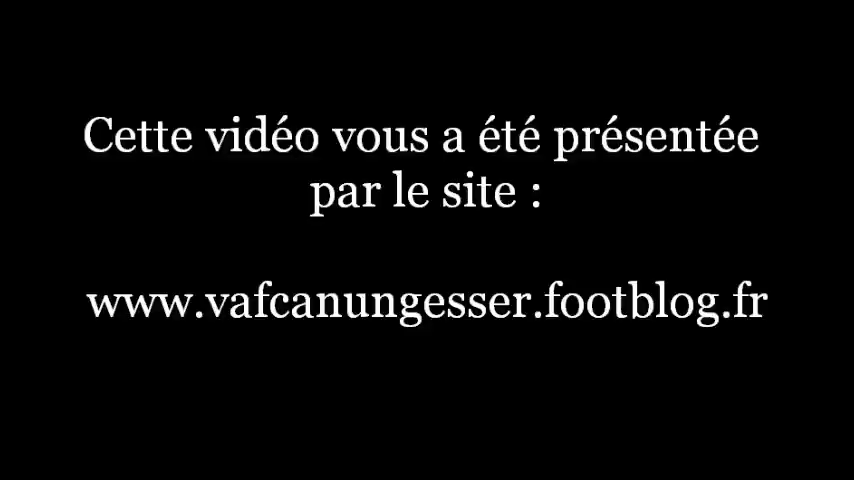 Cette vidéo vous a été présentée
par le site :
www.vafcanungesser.footblog.fr